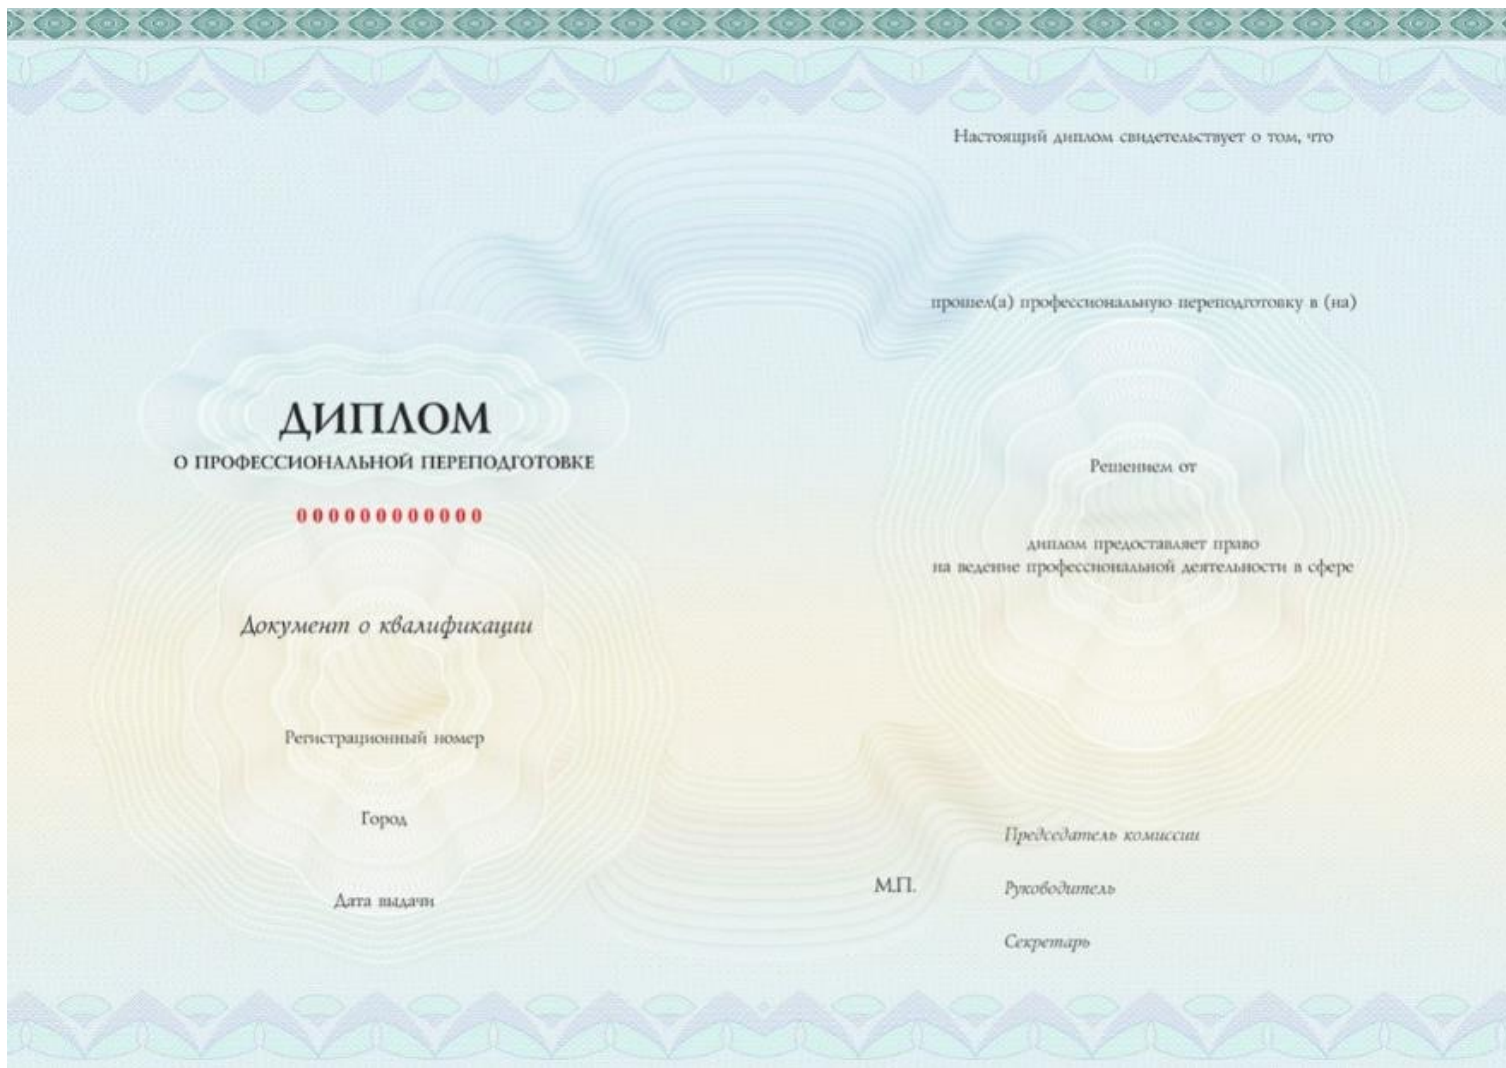 ДИПЛОМ
О ПРОФЕССИОНАЛЬНОЙ ПЕРЕПОДГОТОВКЕ
000000000000
Документ о квалификации
Регистрационный номер
Город
Дата выдачи
Настоящий диплом свидетельствует о том, что
прошел(а) профессиональную переподготовку в (на)
Решением от
диплом предоставляет право
на ведение профессиональной деятельности в сфере
М.П.
Председатель комиссии
Руководитель
Секретарь